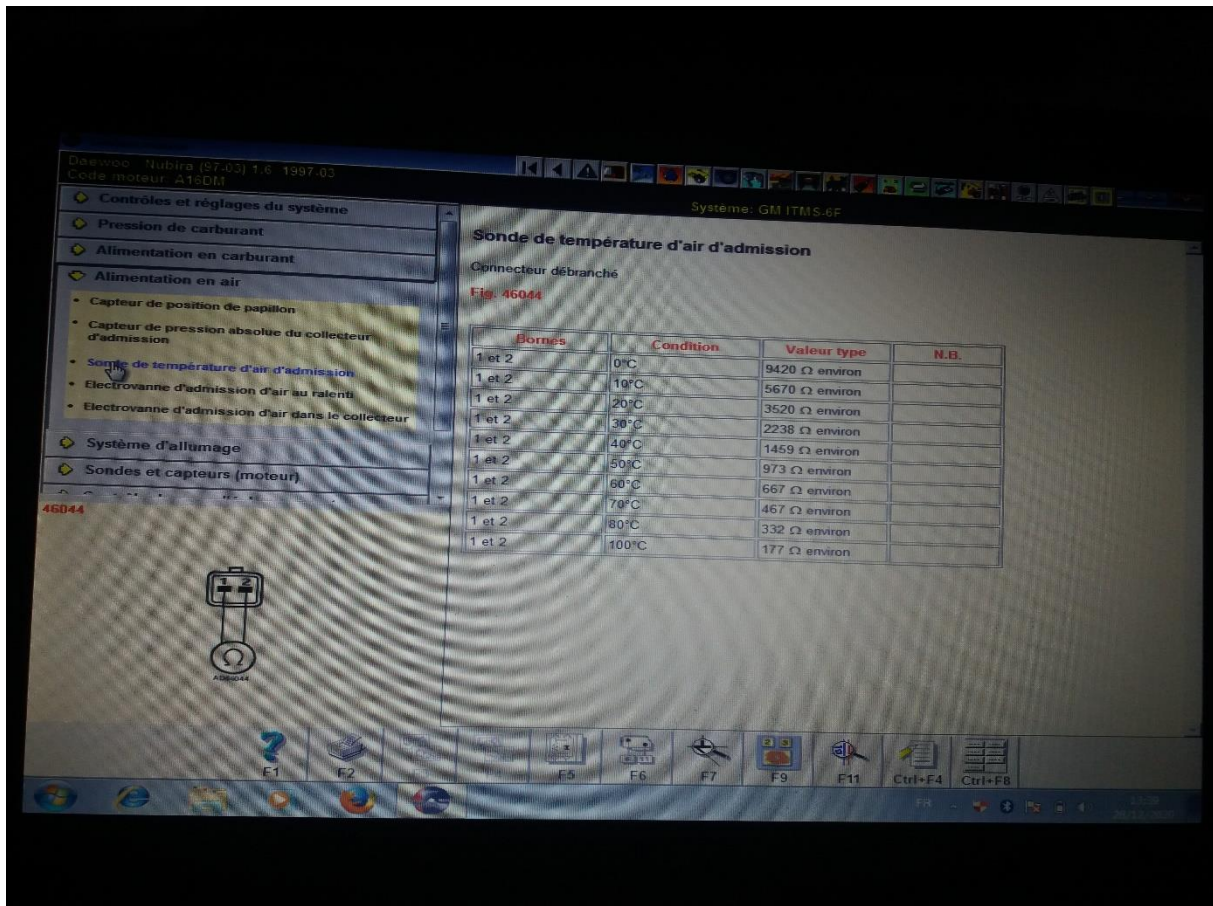 Daewoo Nubira (97-03) 1.6 1997-03
Code moteur: A16DM
Système: GM ITMS-6F
Contrôles et réglages du système
Pression de carburant
Alimentation en carburant
Alimentation en air
• Capteur de position de papillon
• Capteur de pression absolue du collecteur
d'admission
• Sonde de température d'air d'admission
• Electrovanne d'admission d'air au ralenti
• Electrovanne d'admission d'air dans le collecteur
Système d'allumage
Sondes et capteurs (moteur)
46044
1 2
Ω
Sonde de température d'air d'admission
Connecteur débranché
Fig. 46044
Bornes Condition Valeur type N.B.
1 et 2 0°C 9420 Ω environ
1 et 2 10°C 5670 Ω environ
1 et 2 20°C 3520 Ω environ
1 et 2 30°C 2238 Ω environ
1 et 2 40°C 1459 Ω environ
1 et 2 50°C 973 Ω environ
1 et 2 60°C 667 Ω environ
1 et 2 70°C 467 Ω environ
1 et 2 80°C 332 Ω environ
1 et 2 100°C 177 Ω environ
F1 F2 F5 F6 F7 F9 F11 Ctrl+F4 Ctrl+F8
FR 13:39